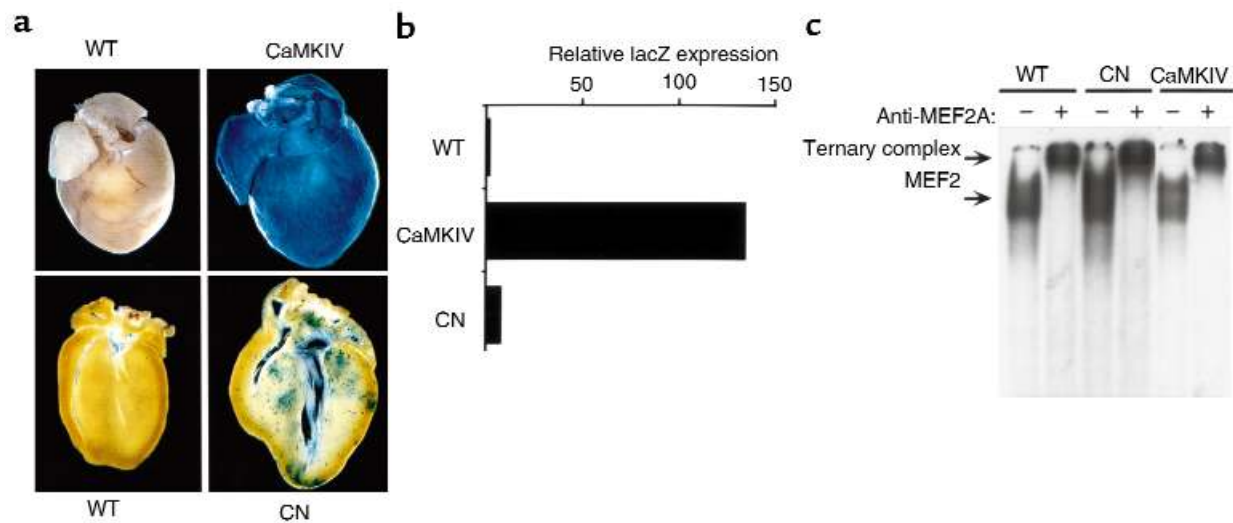 a
WT
CaMKIV
WT
CN
b
Relative lacZ expression
50 100 150
WT
CaMKIV
CN
c
WT CN CaMKIV
Anti-MEF2A: – + – + – +
Ternary complex
MEF2